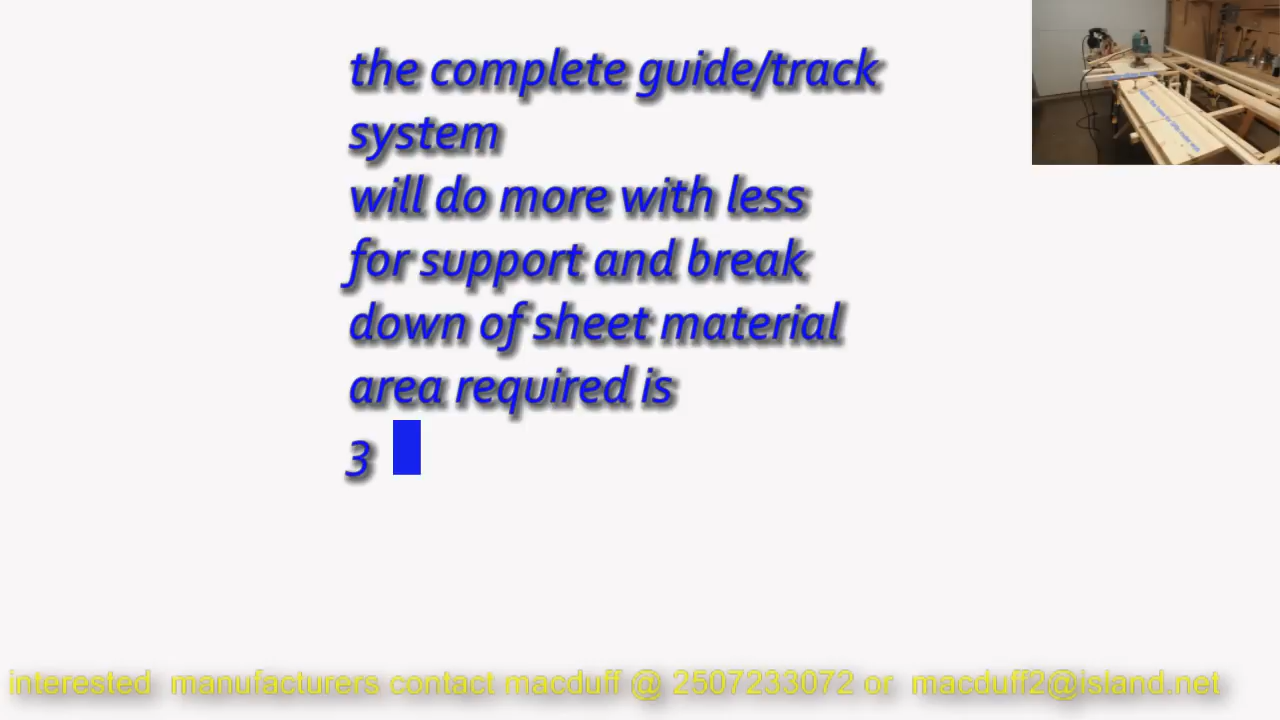 the complete guide/track
system
will do more with less
for support and break
down of sheet material
area required is
3
interested manufacturers contact macduff @ 2507233072 or macduff2@island.net